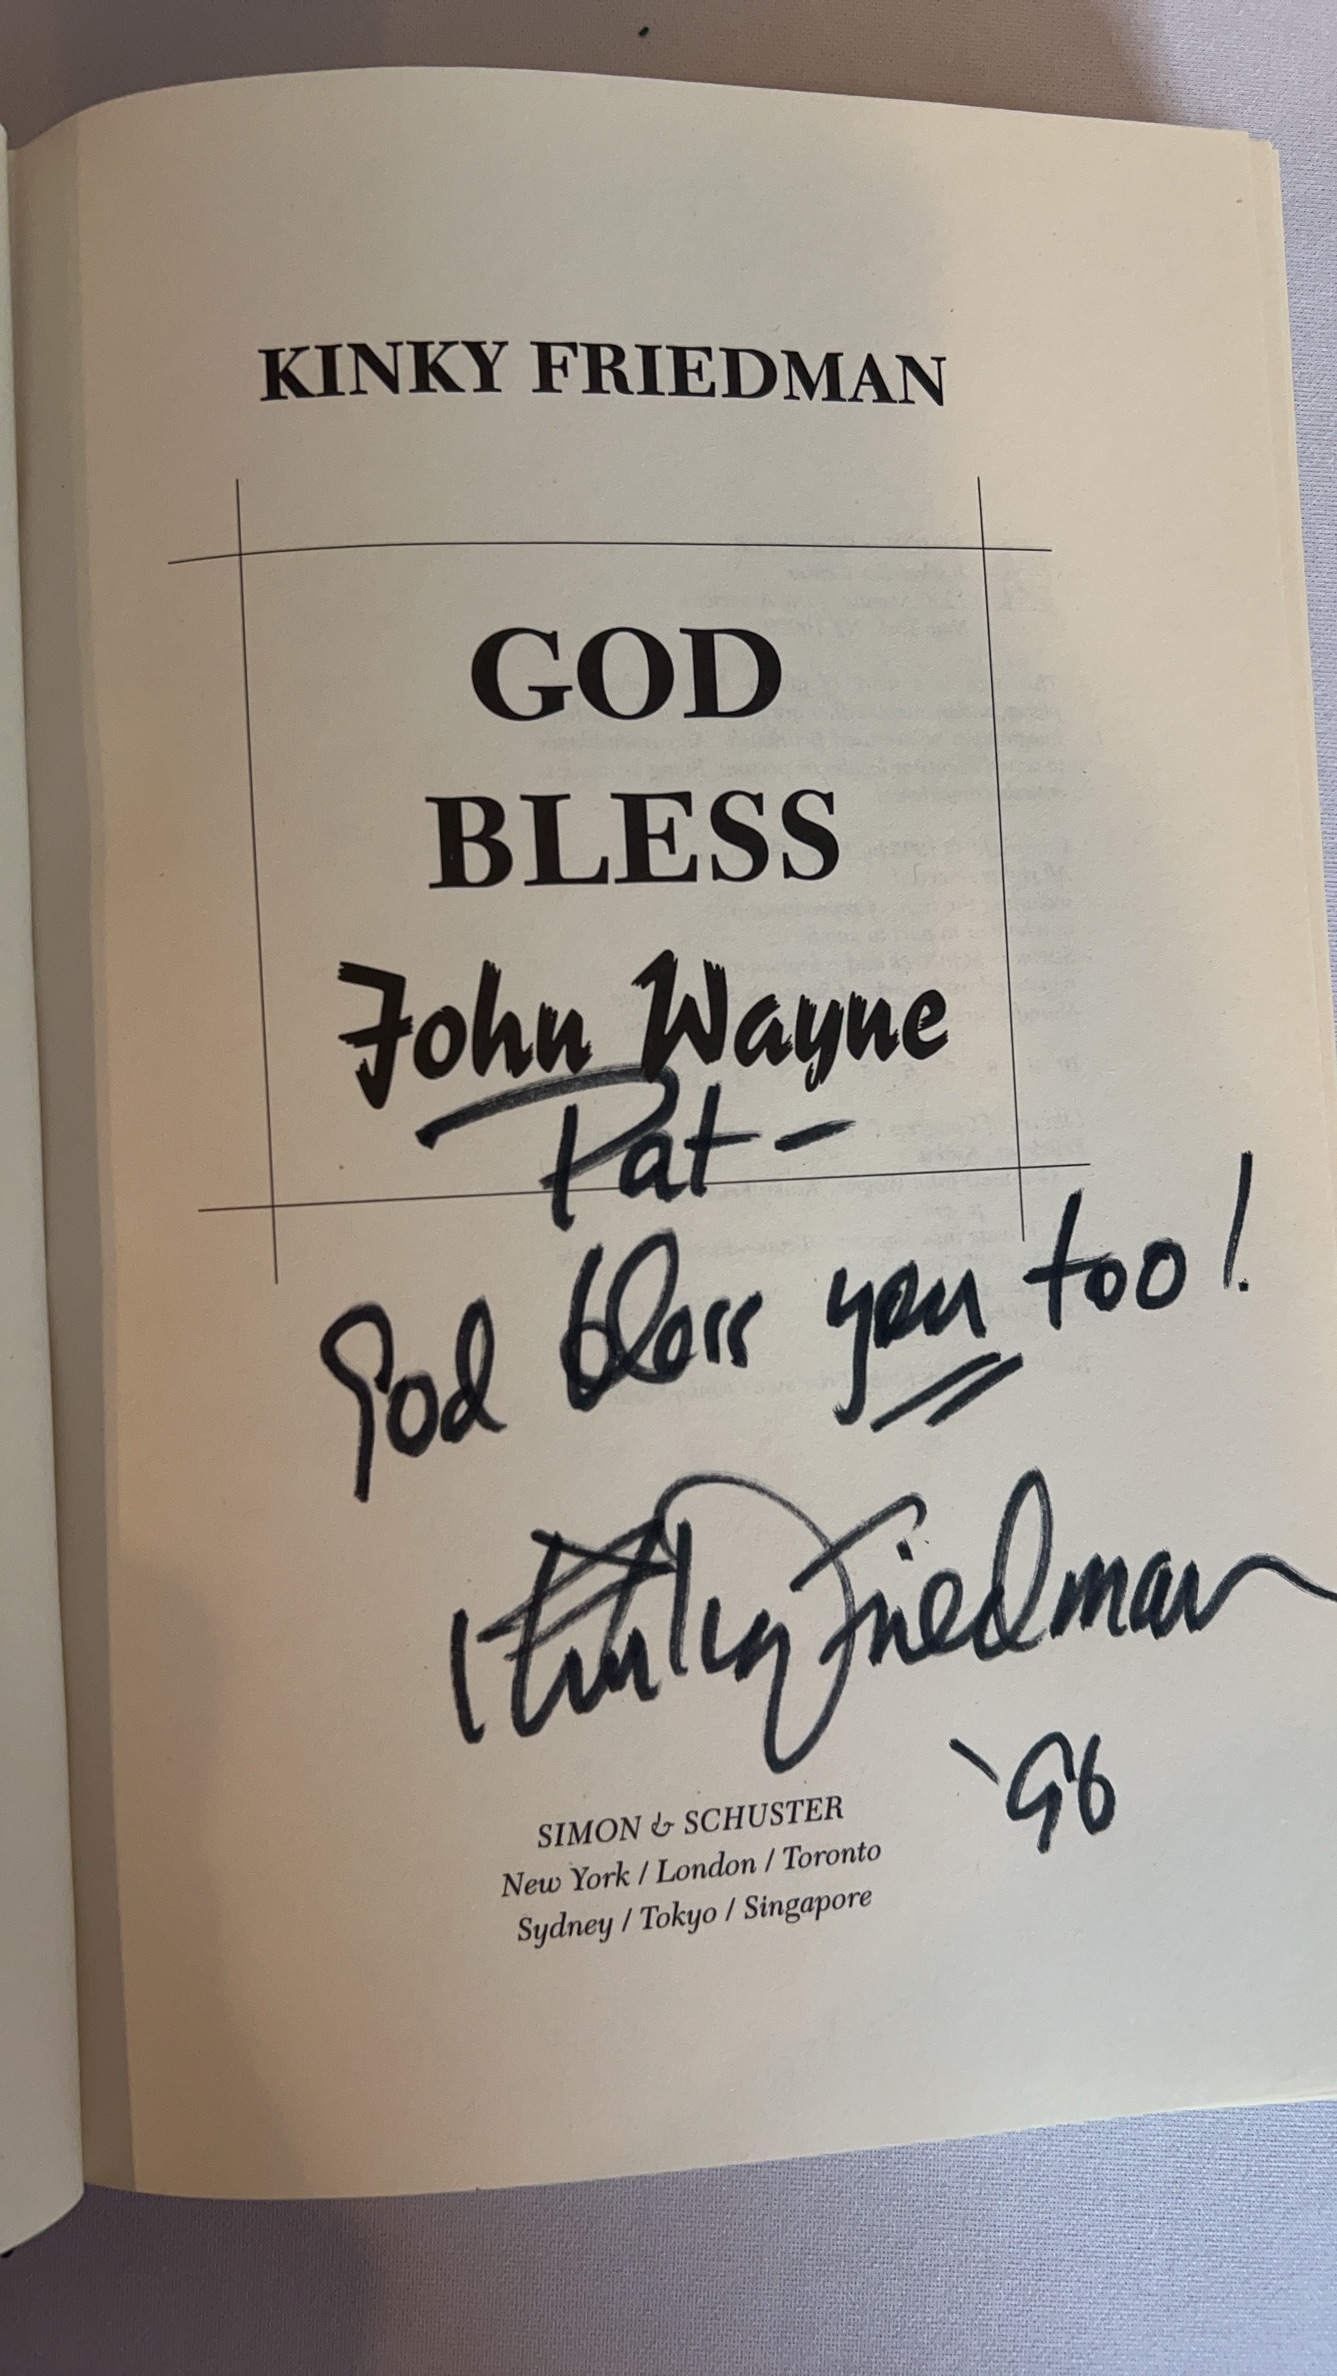 KINKY FRIEDMAN
GOD
BLESS
John Wayne
Pat —
God bless you too!
Kinky Friedman
'96
SIMON & SCHUSTER
New York / London / Toronto
Sydney / Tokyo / Singapore